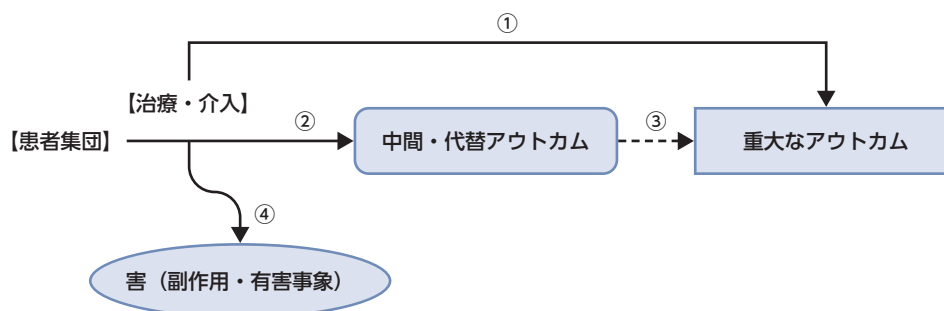 ①
【治療・介入】
【患者集団】
②
中間・代替アウトカム
③
重大なアウトカム
④
害（副作用・有害事象）